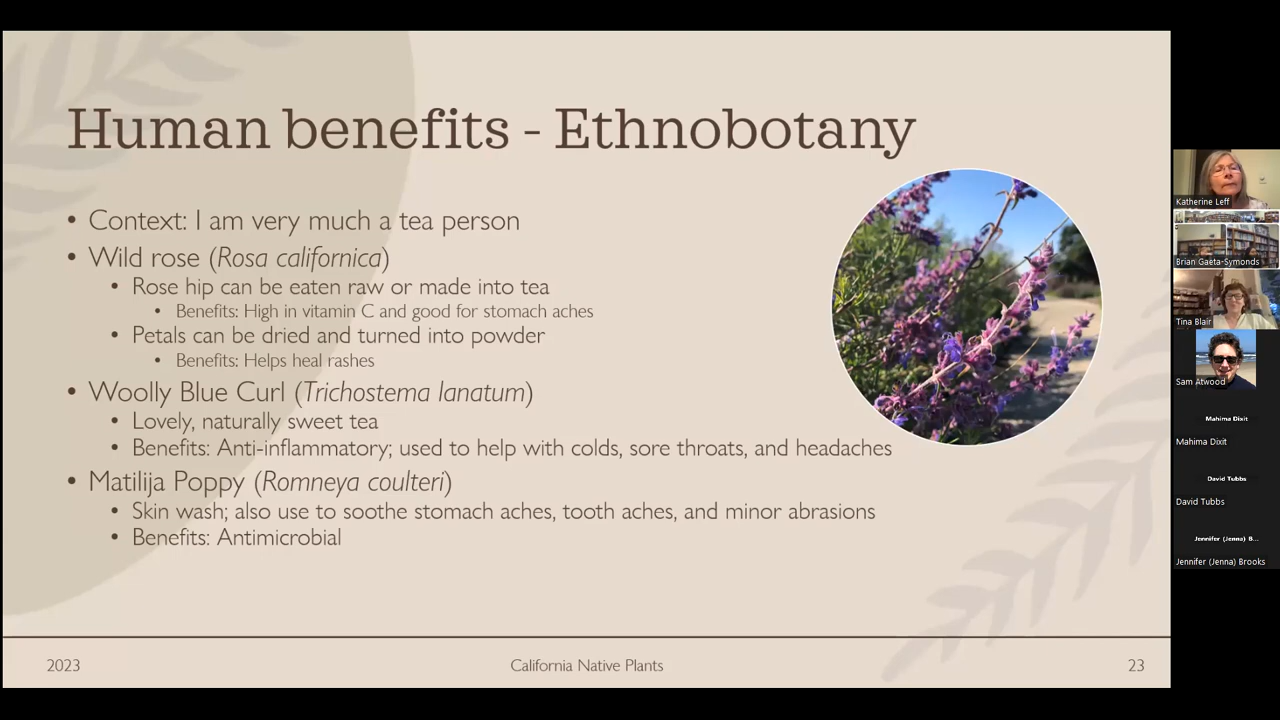 Human benefits - Ethnobotany
• Context: I am very much a tea person
• Wild rose (Rosa californica)
• Rose hip can be eaten raw or made into tea
• Benefits: High in vitamin C and good for stomach aches
• Petals can be dried and turned into powder
• Benefits: Helps heal rashes
• Woolly Blue Curl (Trichostema lanatum)
• Lovely, naturally sweet tea
• Benefits: Anti-inflammatory; used to help with colds, sore throats, and headaches
• Matilija Poppy (Romneya coulteri)
• Skin wash; also use to soothe stomach aches, tooth aches, and minor abrasions
• Benefits: Antimicrobial
2023
California Native Plants
23
Katherine Leff
Brian Gaeta-Symonds
Tina Blair
Sam Atwood
Mahima Dixit
Mahima Dixit
David Tubbs
David Tubbs
Jennifer (Jenna) B...
Jennifer (Jenna) Brooks